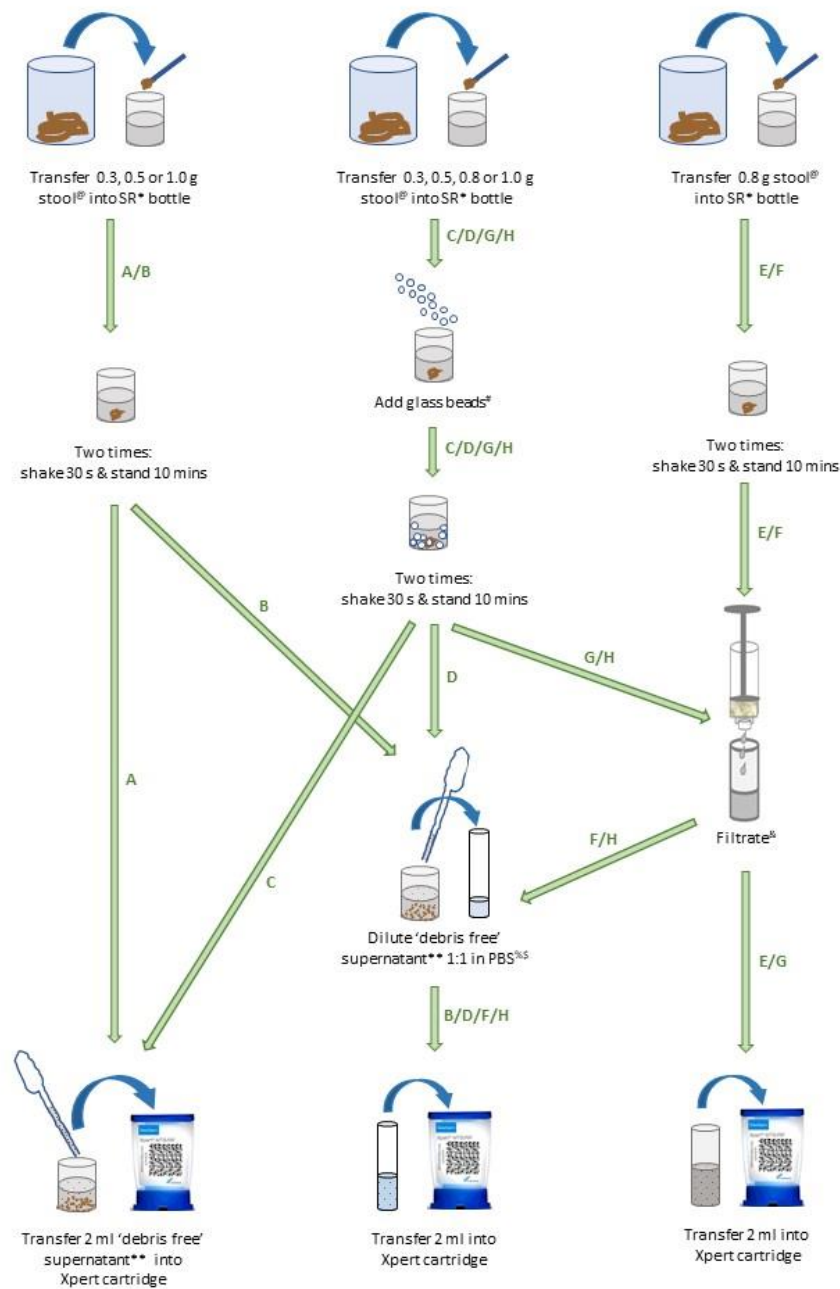 Transfer 0.3, 0.5 or 1.0 g
stool@ into SR* bottle
Transfer 0.3, 0.5, 0.8 or 1.0 g
stool@ into SR* bottle
Transfer 0.8 g stool@
into SR* bottle
A/B
C/D/G/H
E/F
Add glass beads#
Two times:
shake 30 s & stand 10 mins
C/D/G/H
Two times:
shake 30 s & stand 10 mins
E/F
Two times:
shake 30 s & stand 10 mins
B
D
G/H
A
C
F/H
Filtrate&
Dilute ‘debris free’
supernatant** 1:1 in PBS%$
B/D/F/H
E/G
Transfer 2 ml ‘debris free’
supernatant** into
Xpert cartridge
Transfer 2 ml into
Xpert cartridge
Transfer 2 ml into
Xpert cartridge